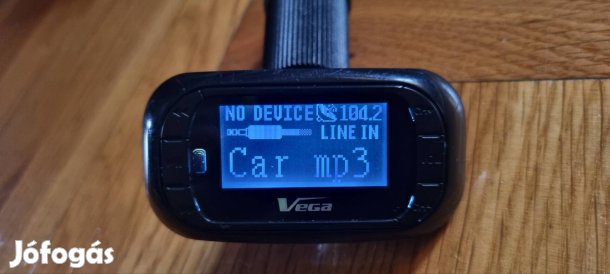 NO DEVICE 104.2
LINE IN
Car mp3
VEGA
Jófogás